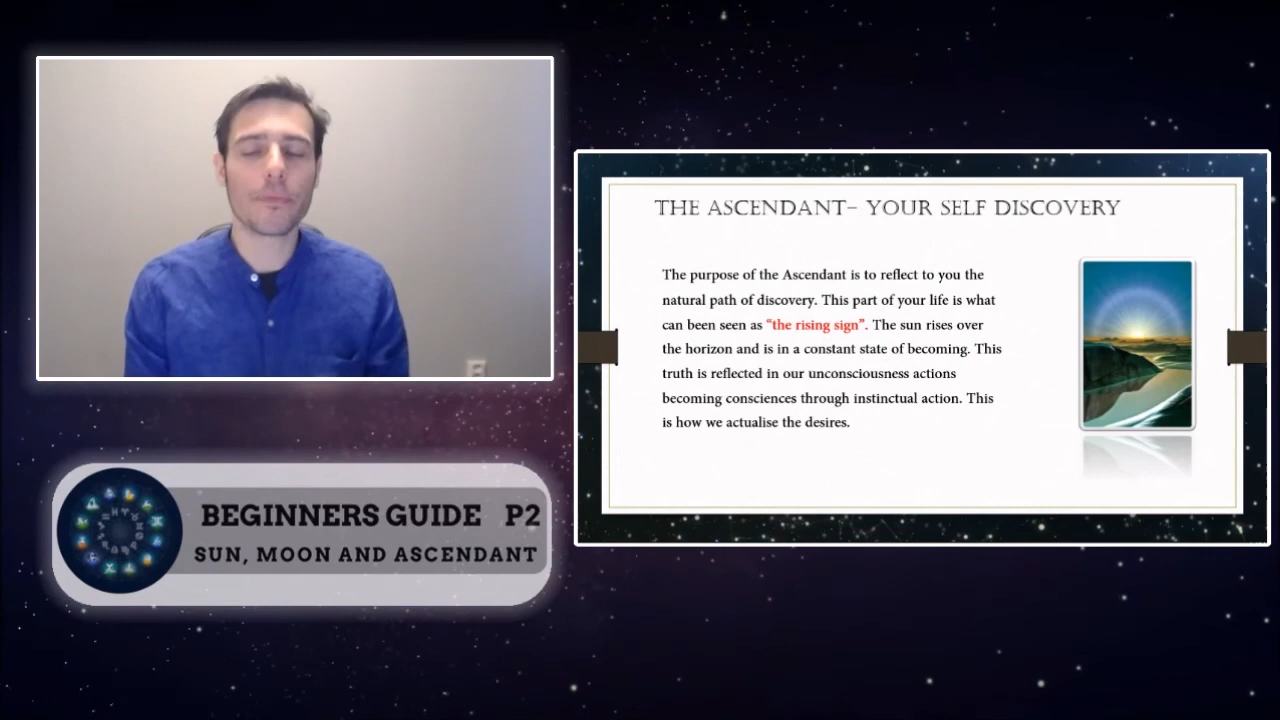 THE ASCENDANT- YOUR SELF DISCOVERY
The purpose of the Ascendant is to reflect to you the
natural path of discovery. This part of your life is what
can been seen as “the rising sign”. The sun rises over
the horizon and is in a constant state of becoming. This
truth is reflected in our unconsciousness actions
becoming consciences through instinctual action. This
is how we actualise the desires.
BEGINNERS GUIDE P2
SUN, MOON AND ASCENDANT